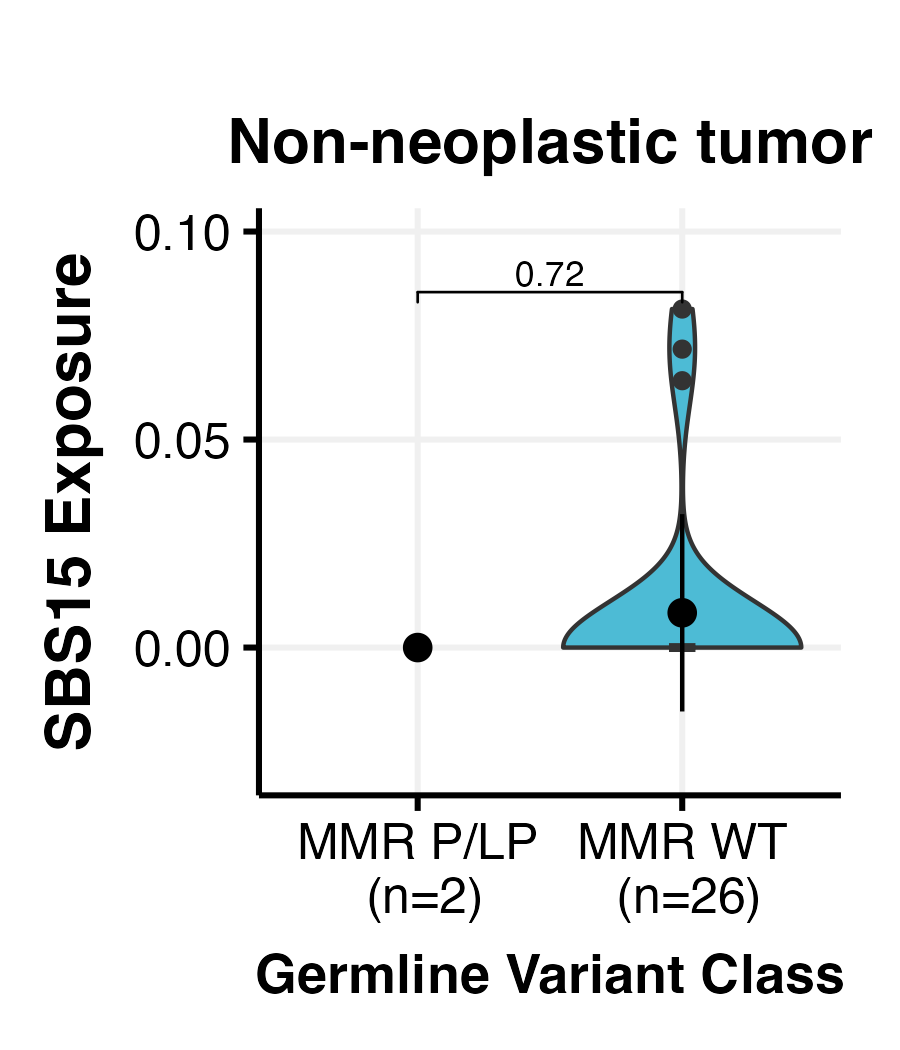 Non-neoplastic tumor
SBS15 Exposure
0.10
0.05
0.00
0.72
MMR P/LP
(n=2)
MMR WT
(n=26)
Germline Variant Class